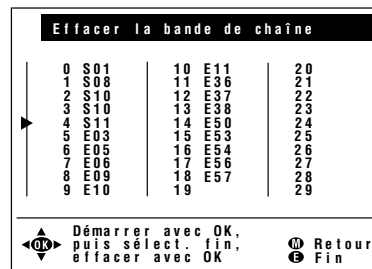 Effacer la bande de chaîne
0 S01 10 E11 20
1 S08 11 E36 21
2 S10 12 E37 22
3 S10 13 E38 23
4 S11 14 E50 24
5 E03 15 E53 25
6 E05 16 E54 26
7 E06 17 E56 27
8 E09 18 E57 28
9 E10 19 29
Démarrer avec OK,
OK puis sélect. fin, M Retour
effacer avec OK E Fin